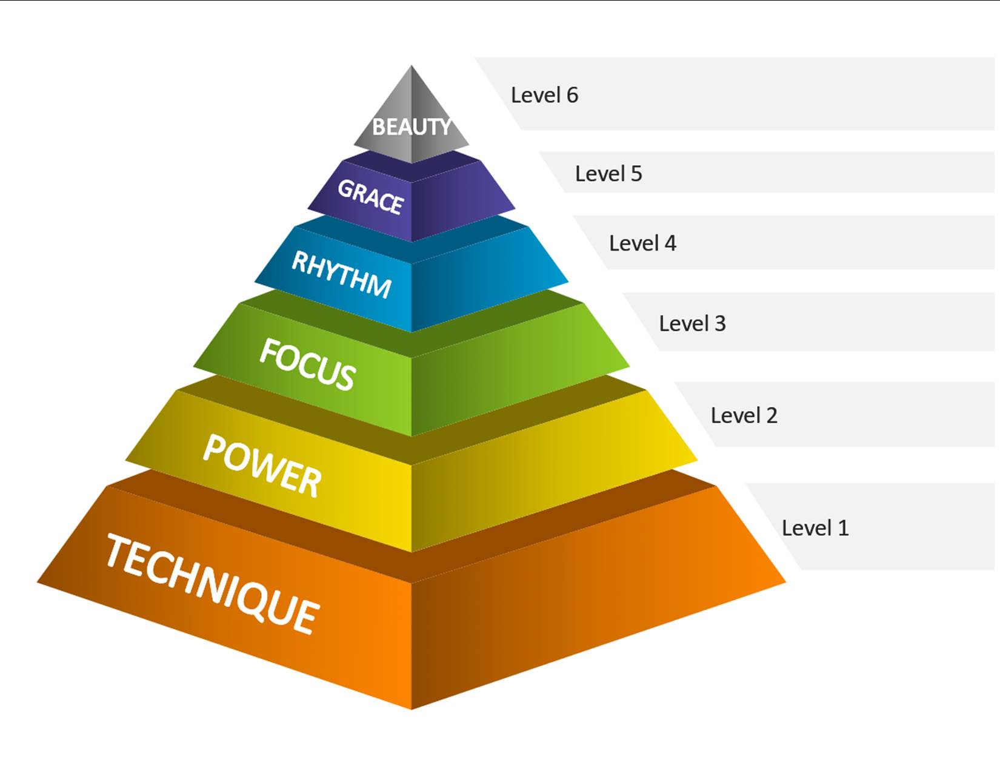 BEAUTY
Level 6
GRACE
Level 5
RHYTHM
Level 4
FOCUS
Level 3
POWER
Level 2
TECHNIQUE
Level 1